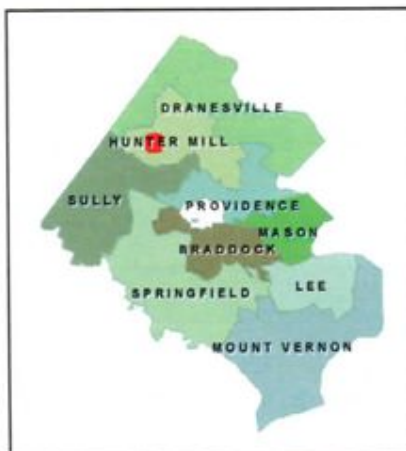 DRANESVILLE
HUNTER MILL
SULLY
PROVIDENCE
MASON
BRADDOCK
LEE
SPRINGFIELD
MOUNT VERNON